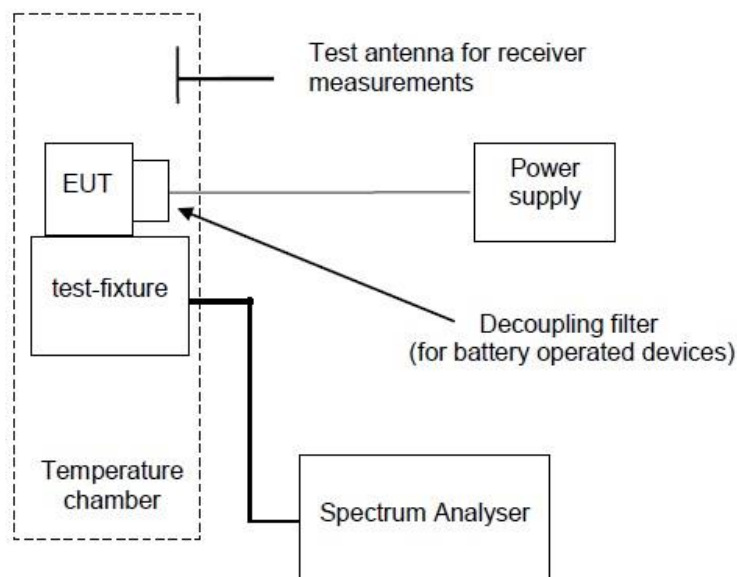 Test antenna for receiver
measurements
EUT
Power
supply
test-fixture
Decoupling filter
(for battery operated devices)
Temperature
chamber
Spectrum Analyser